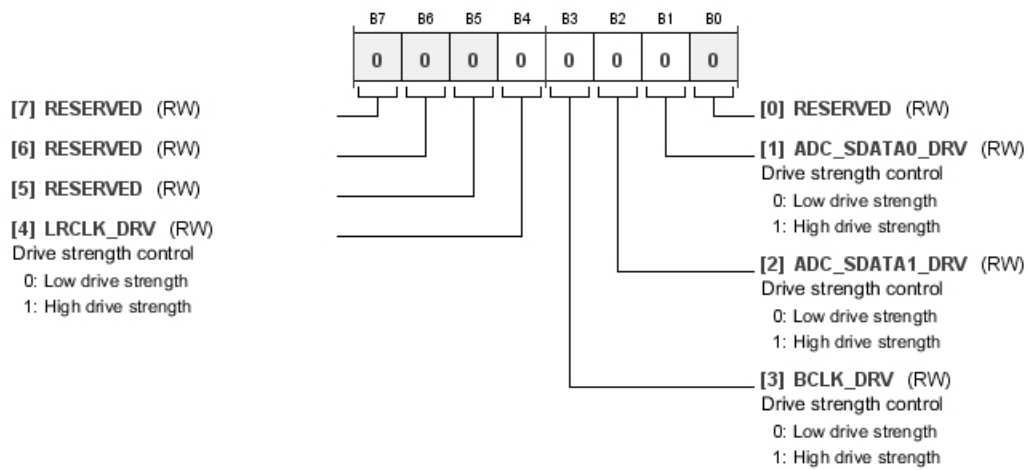 B7 B6 B5 B4 B3 B2 B1 B0
0 0 0 0 0 0 0 0
[7] RESERVED (RW)
[6] RESERVED (RW)
[5] RESERVED (RW)
[4] LRCLK_DRV (RW)
Drive strength control
0: Low drive strength
1: High drive strength
[0] RESERVED (RW)
[1] ADC_SDATA0_DRV (RW)
Drive strength control
0: Low drive strength
1: High drive strength
[2] ADC_SDATA1_DRV (RW)
Drive strength control
0: Low drive strength
1: High drive strength
[3] BCLK_DRV (RW)
Drive strength control
0: Low drive strength
1: High drive strength